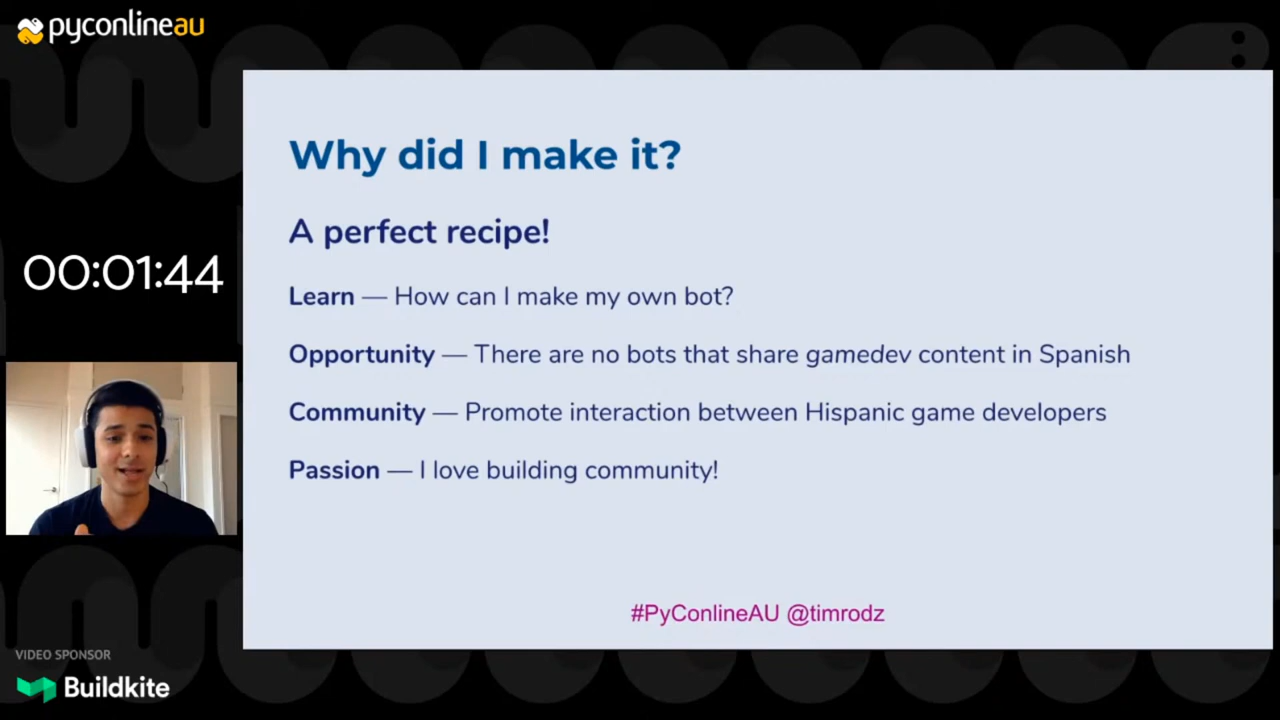 pyconlineau
Why did I make it?
A perfect recipe!
00:01:44
Learn — How can I make my own bot?
Opportunity — There are no bots that share gamedev content in Spanish
Community — Promote interaction between Hispanic game developers
Passion — I love building community!
#PyConlineAU @timrodz
VIDEO SPONSOR
Buildkite